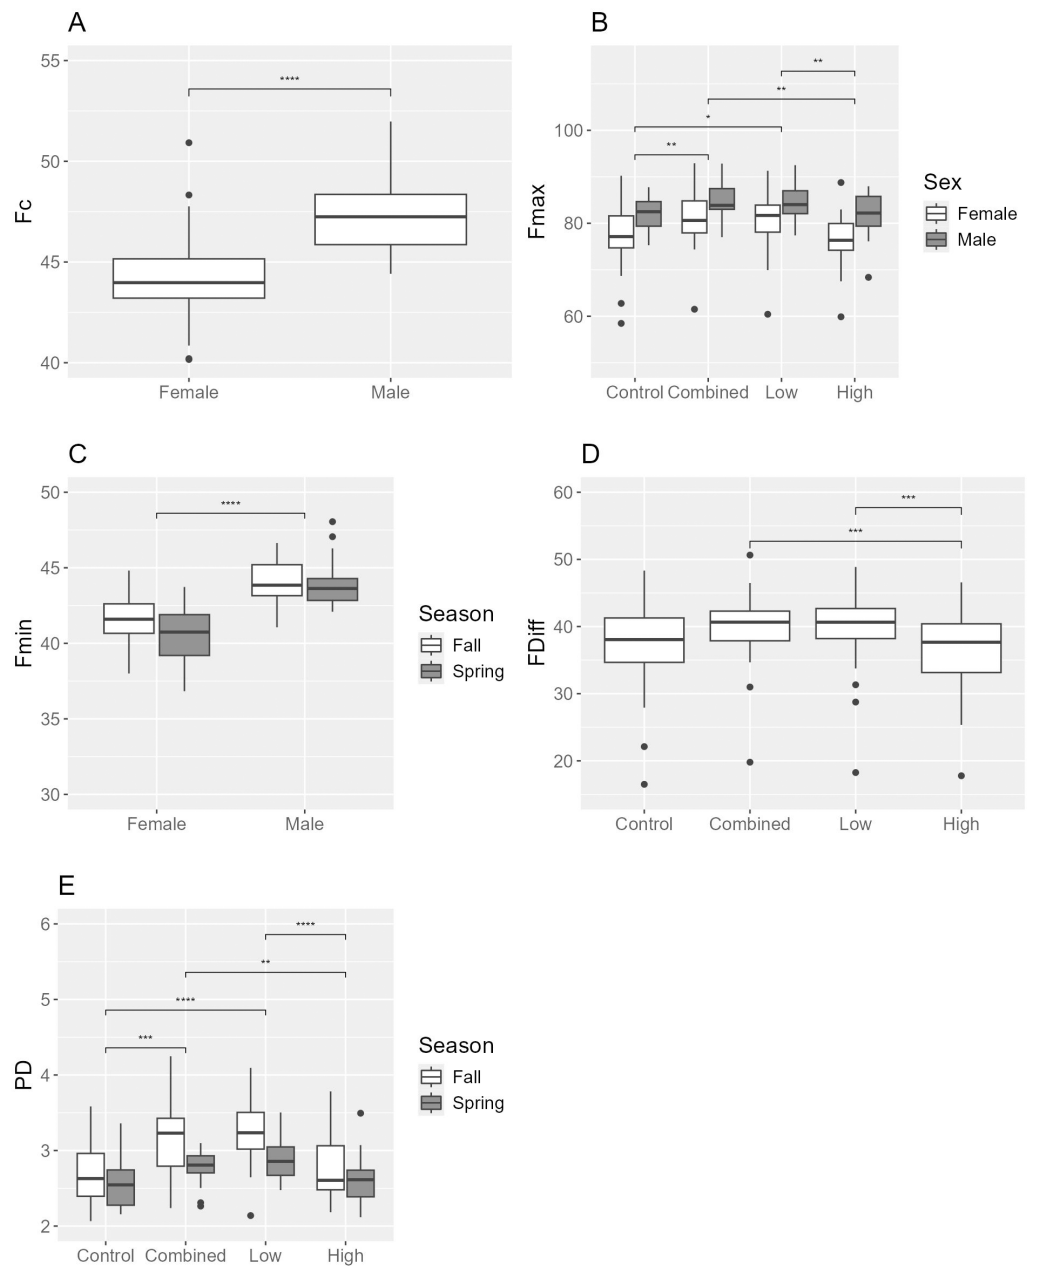 A
Fc
55
50
45
40
****
Female Male
B
Fmax
100
80
60
**
**
*
**
Control Combined Low High
Sex
Female
Male
C
Fmin
50
45
40
35
30
****
Female Male
Season
Fall
Spring
D
FDiff
60
50
40
30
20
***
***
Control Combined Low High
E
PD
6
5
4
3
2
****
**
****
***
Control Combined Low High
Season
Fall
Spring